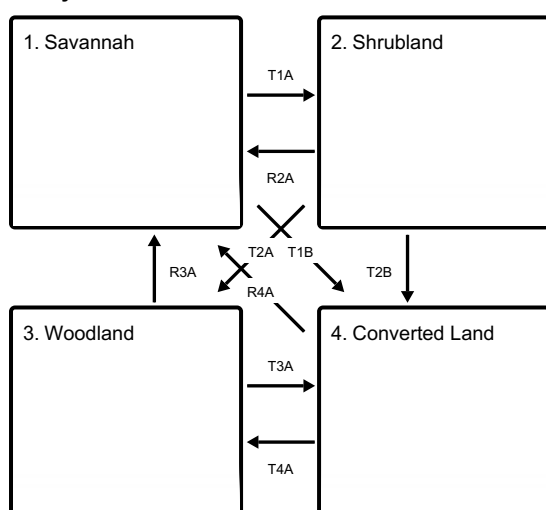 1. Savannah
2. Shrubland
T1A
R2A
T2A
T1B
R3A
T2B
R4A
3. Woodland
4. Converted Land
T3A
T4A